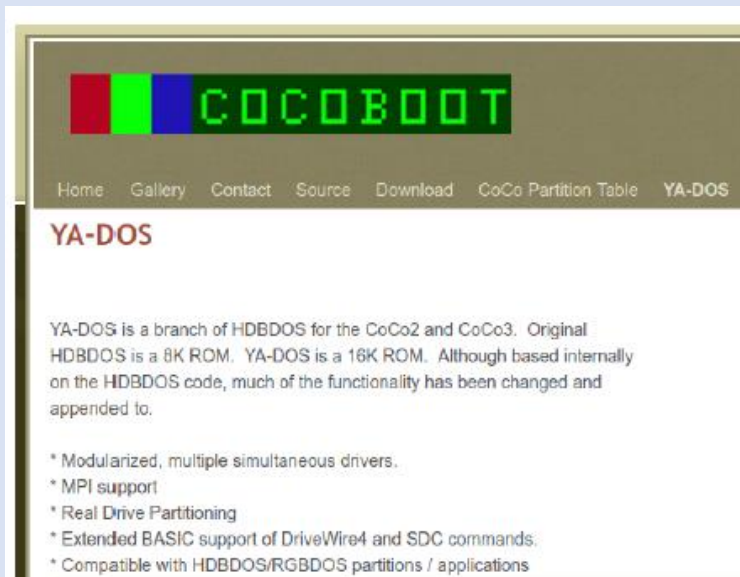 COCOBOOT
Home Gallery Contact Source Download CoCo Partition Table YA-DOS
YA-DOS
YA-DOS is a branch of HDBDOS for the CoCo2 and CoCo3. Original
HDBDOS is a 8K ROM. YA-DOS is a 16K ROM. Although based internally
on the HDBDOS code, much of the functionality has been changed and
appended to.
* Modularized, multiple simultaneous drivers.
* MPI support
* Real Drive Partitioning
* Extended BASIC support of DriveWire4 and SDC commands.
* Compatible with HDBDOS/RGBDOS partitions / applications